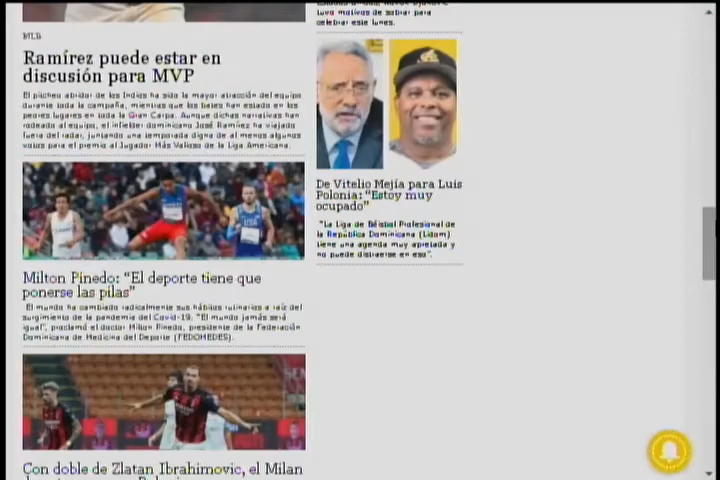 MLB
Ramírez puede estar en
discusión para MVP
El pitcheo abridor de los Indios ha sido la mayor atracción del equipo
durante toda la campaña, mientras que los bates han estado en los
peores lugares en toda la Gran Carpa. Aunque dichas narrativas han
rodeado al equipo, el infielder dominicano José Ramírez ha viajado
fuera del radar, juntando una temporada digna de al menos algunos
votos para el premio al Jugador Más Valioso de la Liga Americana.
Milton Pinedo: “El deporte tiene que
ponerse las pilas”
El mundo ha cambiado radicalmente sus hábitos rutinarios a raíz del
surgimiento de la pandemia del Covid-19. "El mundo jamás será
igual", proclamó el doctor Milton Pinedo, presidente de la Federación
Dominicana de Medicina del Deporte (FEDOMEDES).
Con doble de Zlatan Ibrahimovic, el Milan
tuvo motivos de sobra para
celebrar este lunes.
De Vitelio Mejía para Luis
Polonia: “Estoy muy
ocupado”
"La Liga de Béisbol Profesional de
la República Dominicana (Lidom)
tiene una agenda muy apretada y
no puede distraerse en eso".